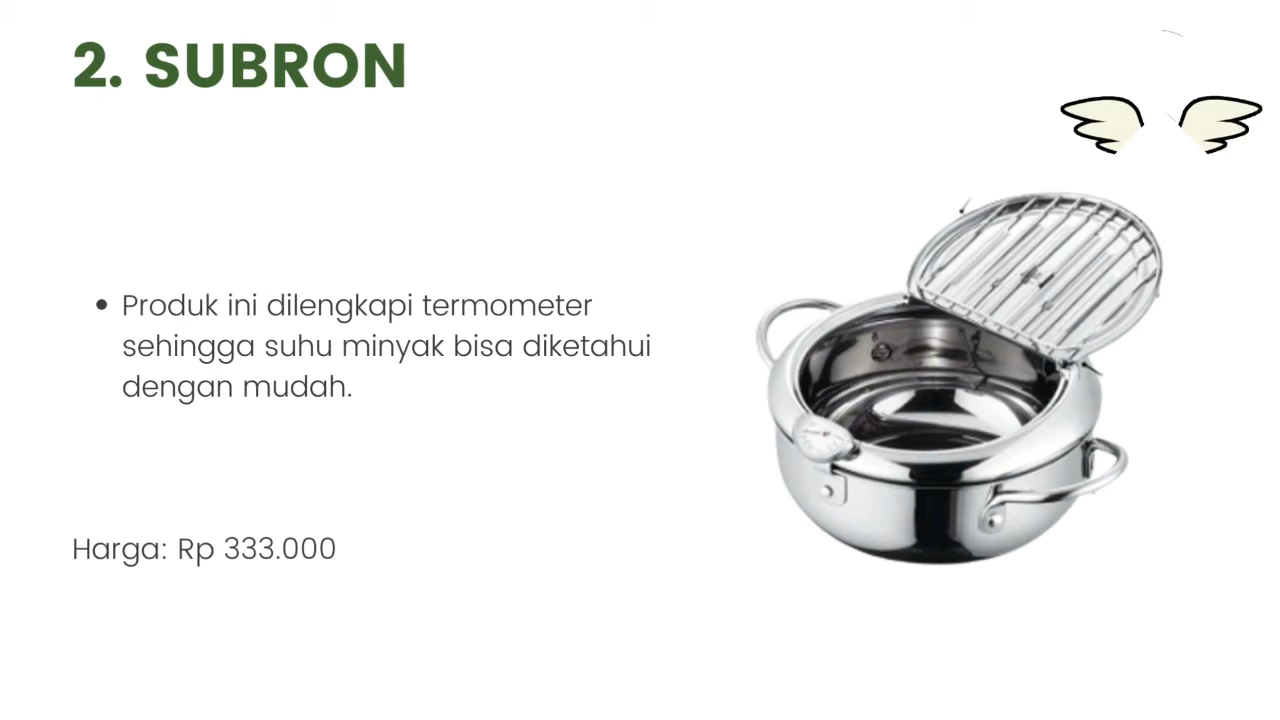 2. SUBRON
• Produk ini dilengkapi termometer
sehingga suhu minyak bisa diketahui
dengan mudah.
Harga: Rp 333.000